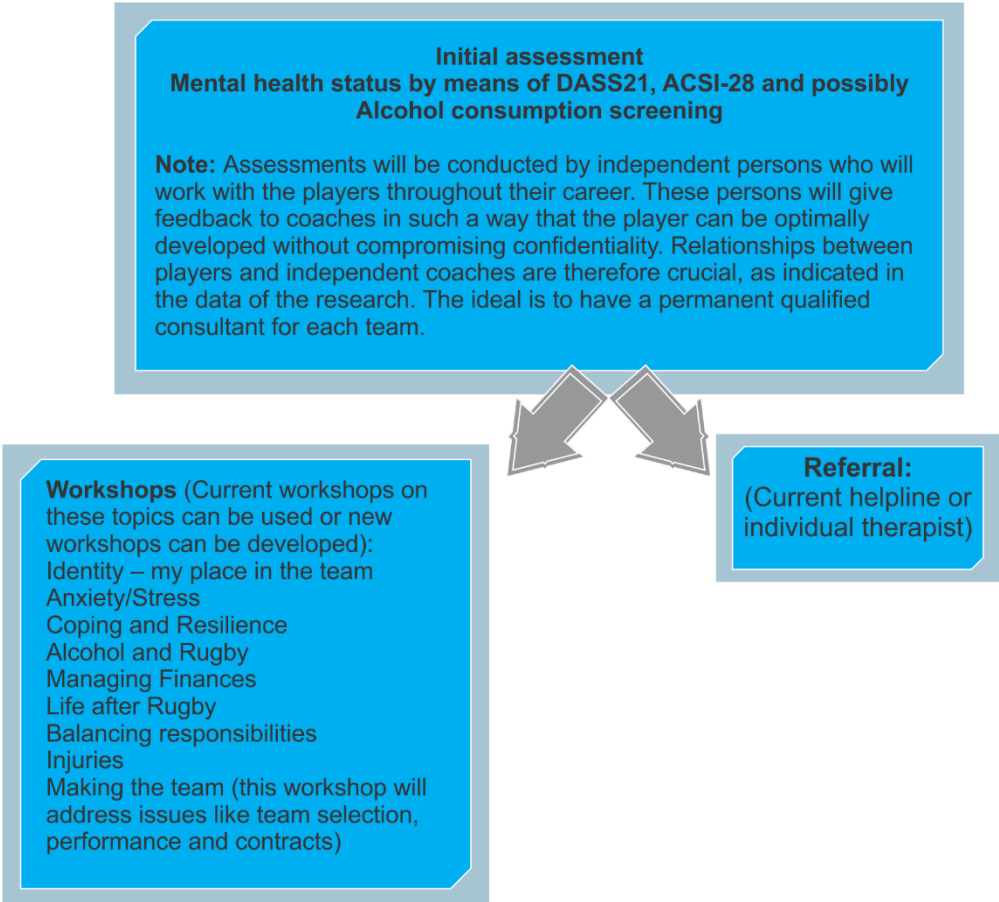 Initial assessment
Mental health status by means of DASS21, ACSI-28 and possibly
Alcohol consumption screening
Note: Assessments will be conducted by independent persons who will
work with the players throughout their career. These persons will give
feedback to coaches in such a way that the player can be optimally
developed without compromising confidentiality. Relationships between
players and independent coaches are therefore crucial, as indicated in
the data of the research. The ideal is to have a permanent qualified
consultant for each team.
Workshops (Current workshops on
these topics can be used or new
workshops can be developed):
Identity – my place in the team
Anxiety/Stress
Coping and Resilience
Alcohol and Rugby
Managing Finances
Life after Rugby
Balancing responsibilities
Injuries
Making the team (this workshop will
address issues like team selection,
performance and contracts)
Referral:
(Current helpline or
individual therapist)